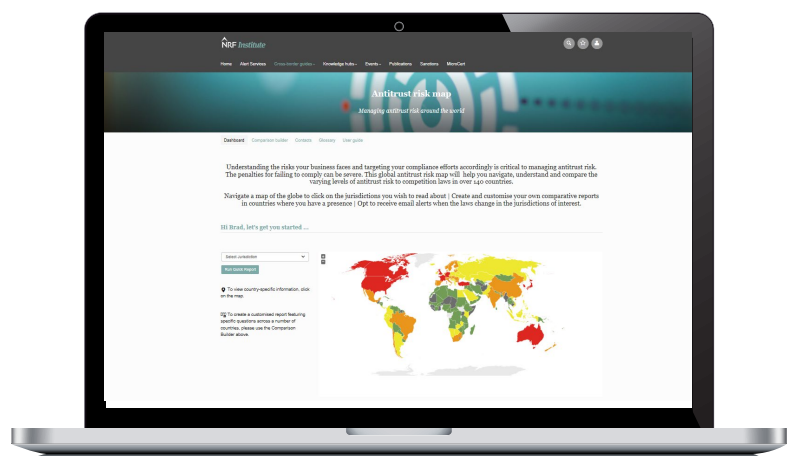 NRF Institute
Home Alert Services Cross-border guides Knowledge hubs Events Publications Sanctions MicroCert
Antitrust risk map
Managing antitrust risk around the world
Dashboard Comparison builder Contacts Glossary User guide
Understanding the risks your business faces and targeting your compliance efforts accordingly is critical to managing antitrust risk.
The penalties for failing to comply can be severe. This global antitrust risk map will help you navigate, understand and compare the
varying levels of antitrust risk to competition laws in over 140 countries.
Navigate a map of the globe to click on the jurisdictions you wish to read about | Create and customise your own comparative reports
in countries where you have a presence | Opt to receive email alerts when the laws change in the jurisdictions of interest.
Hi Brad, let's get you started ...
Select Jurisdiction
Run Quick Report
To view country-specific information, click
on the map.
To create a customised report featuring
specific questions across a number of
countries, please use the Comparison
Builder above.